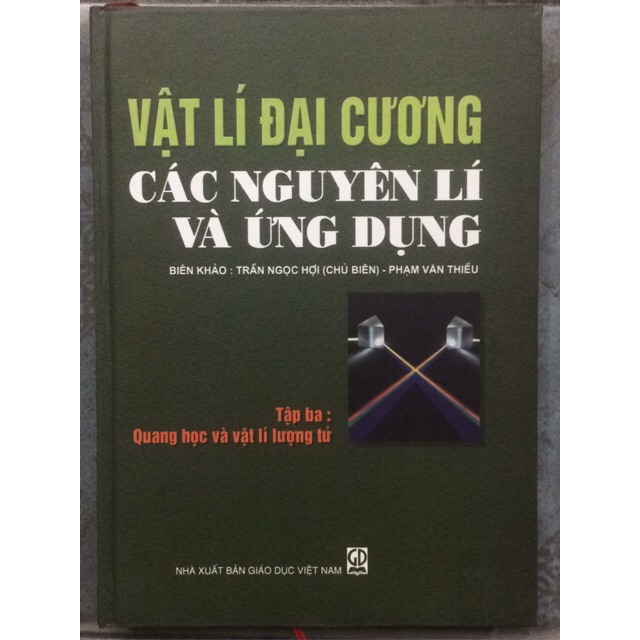 VẬT LÍ ĐẠI CƯƠNG
CÁC NGUYÊN LÍ
VÀ ỨNG DỤNG
BIÊN KHẢO : TRẦN NGỌC HỢI (CHỦ BIÊN) - PHẠM VĂN THIỀU
Tập ba :
Quang học và vật lí lượng tử
NHÀ XUẤT BẢN GIÁO DỤC VIỆT NAM
GD